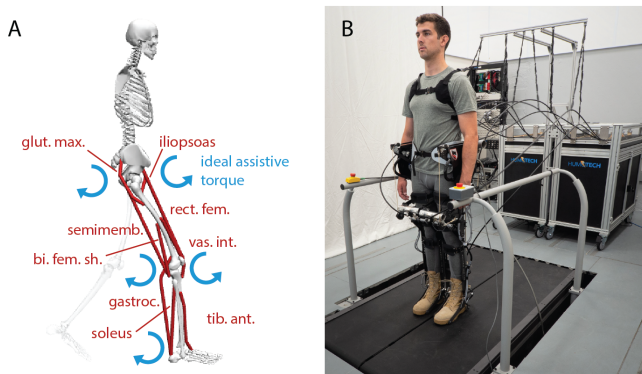 A
B
glut. max.
iliopsoas
ideal assistive
torque
rect. fem.
semimemb.
vas. int.
bi. fem. sh.
gastroc.
tib. ant.
soleus
HUMOTECH
HUMOTECH